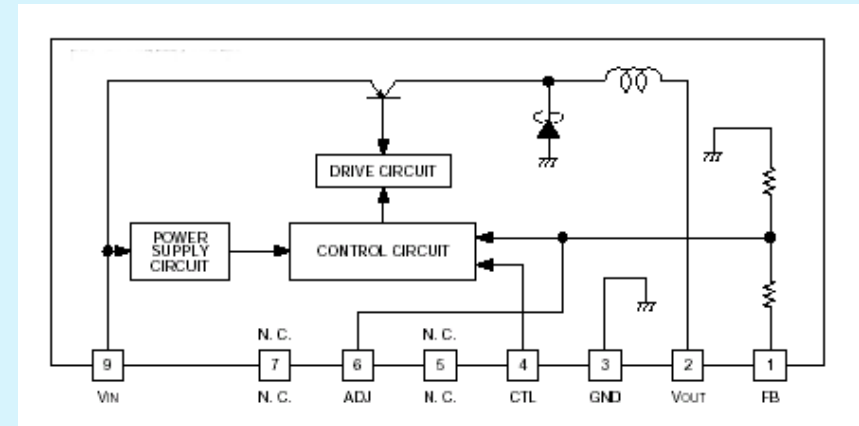 DRIVE CIRCUIT
POWER
SUPPLY
CIRCUIT
CONTROL CIRCUIT
N. C.
N. C.
9
7
6
5
4
3
2
1
VIN
N. C.
ADJ
N. C.
CTL
GND
VOUT
FB